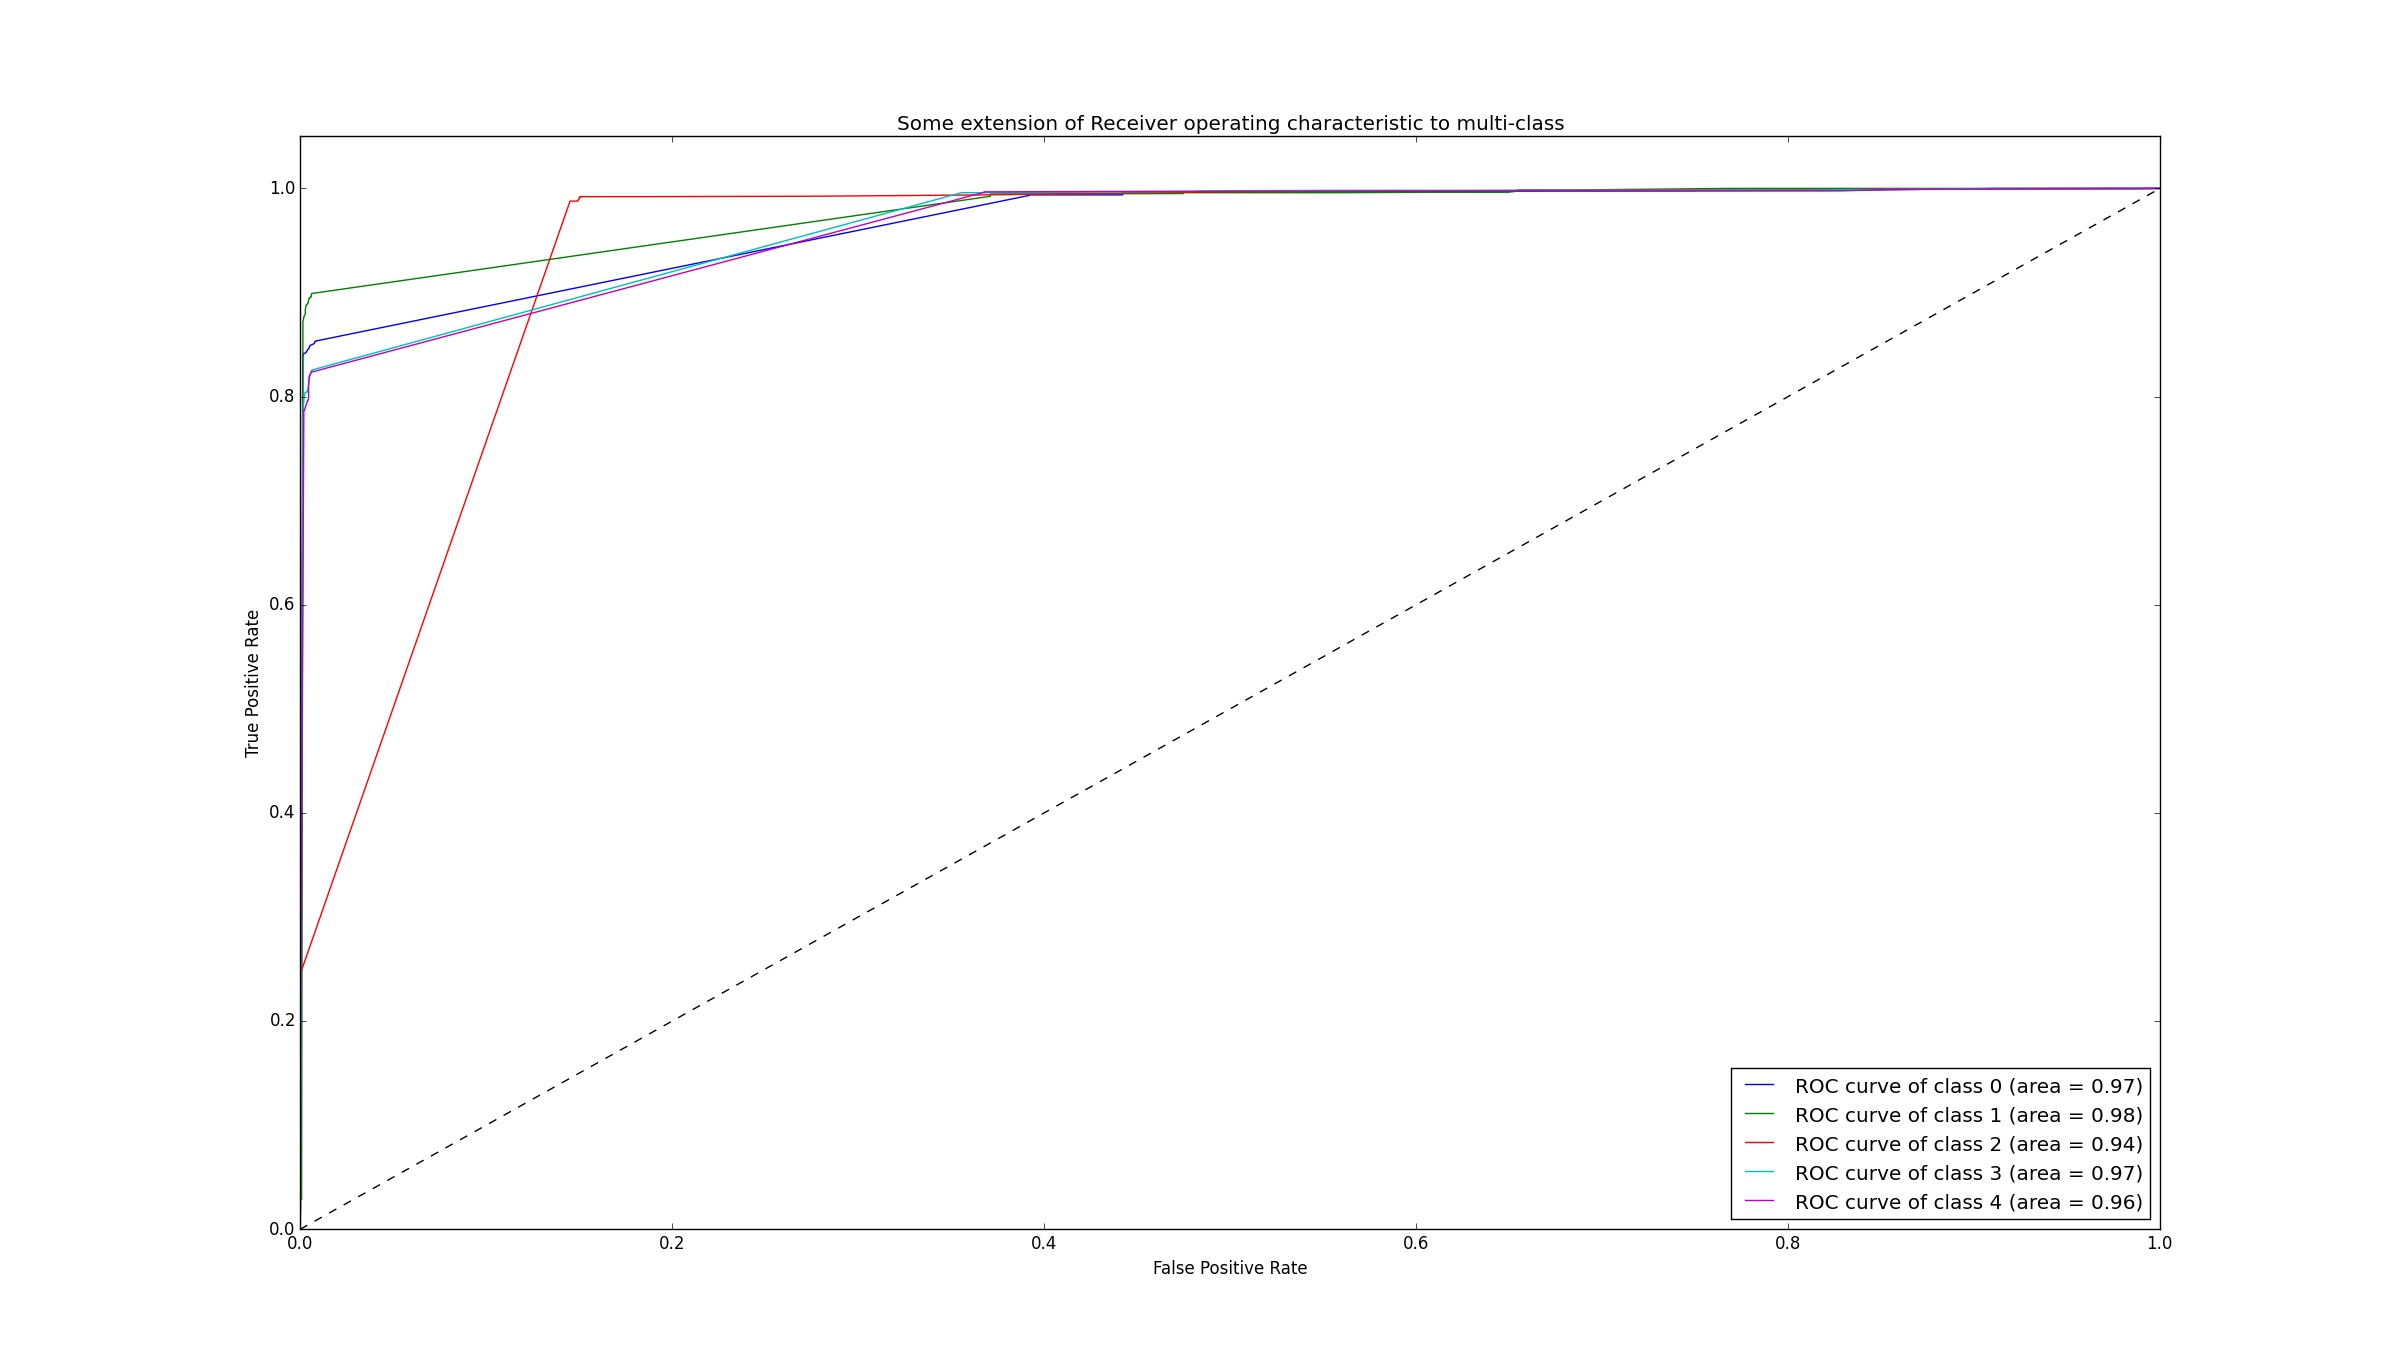 Some extension of Receiver operating characteristic to multi-class
1.0
0.8
0.6
0.4
0.2
0.0
True Positive Rate
0.0 0.2 0.4 0.6 0.8 1.0
False Positive Rate
ROC curve of class 0 (area = 0.97)
ROC curve of class 1 (area = 0.98)
ROC curve of class 2 (area = 0.94)
ROC curve of class 3 (area = 0.97)
ROC curve of class 4 (area = 0.96)